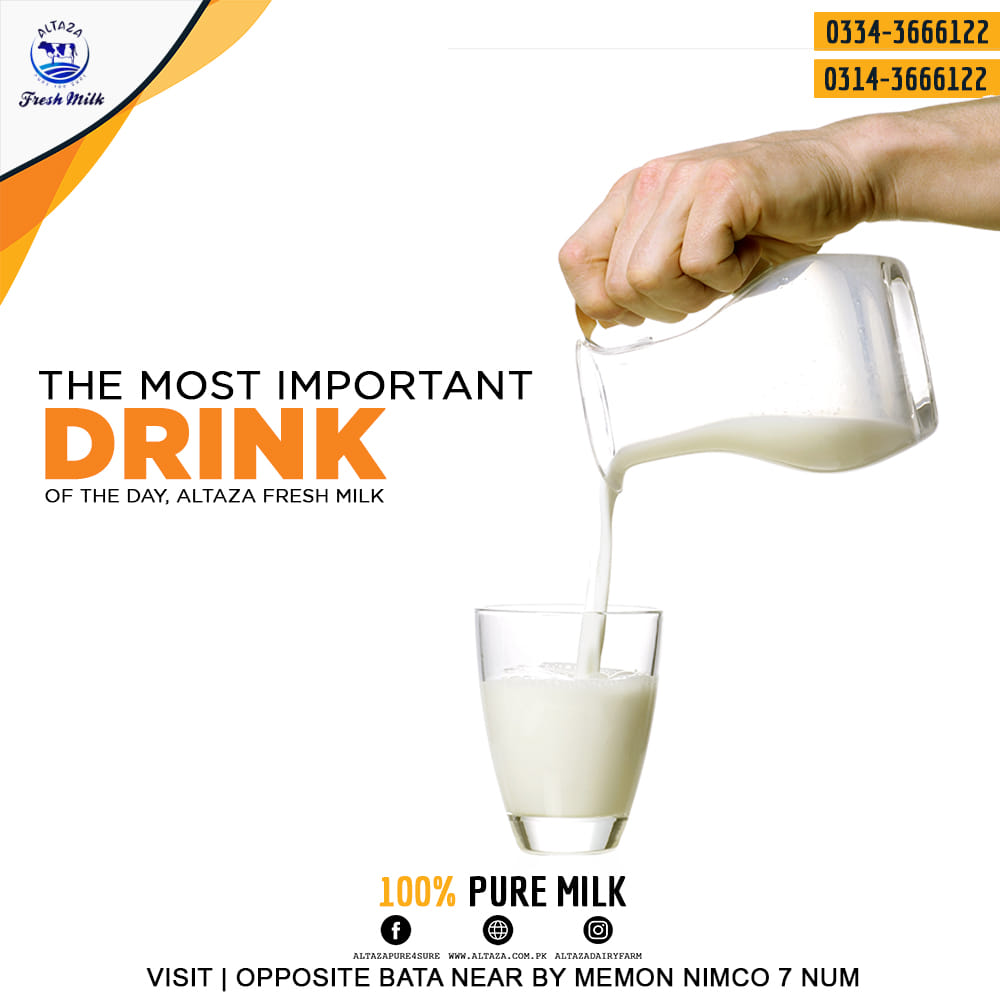 ALTAZA
Fresh Milk
0334-3666122
0314-3666122
THE MOST IMPORTANT
DRINK
OF THE DAY, ALTAZA FRESH MILK
100% PURE MILK
ALTAZAPURE4SURE WWW.ALTAZA.COM.PK ALTAZADAIRYFARM
VISIT | OPPOSITE BATA NEAR BY MEMON NIMCO 7 NUM